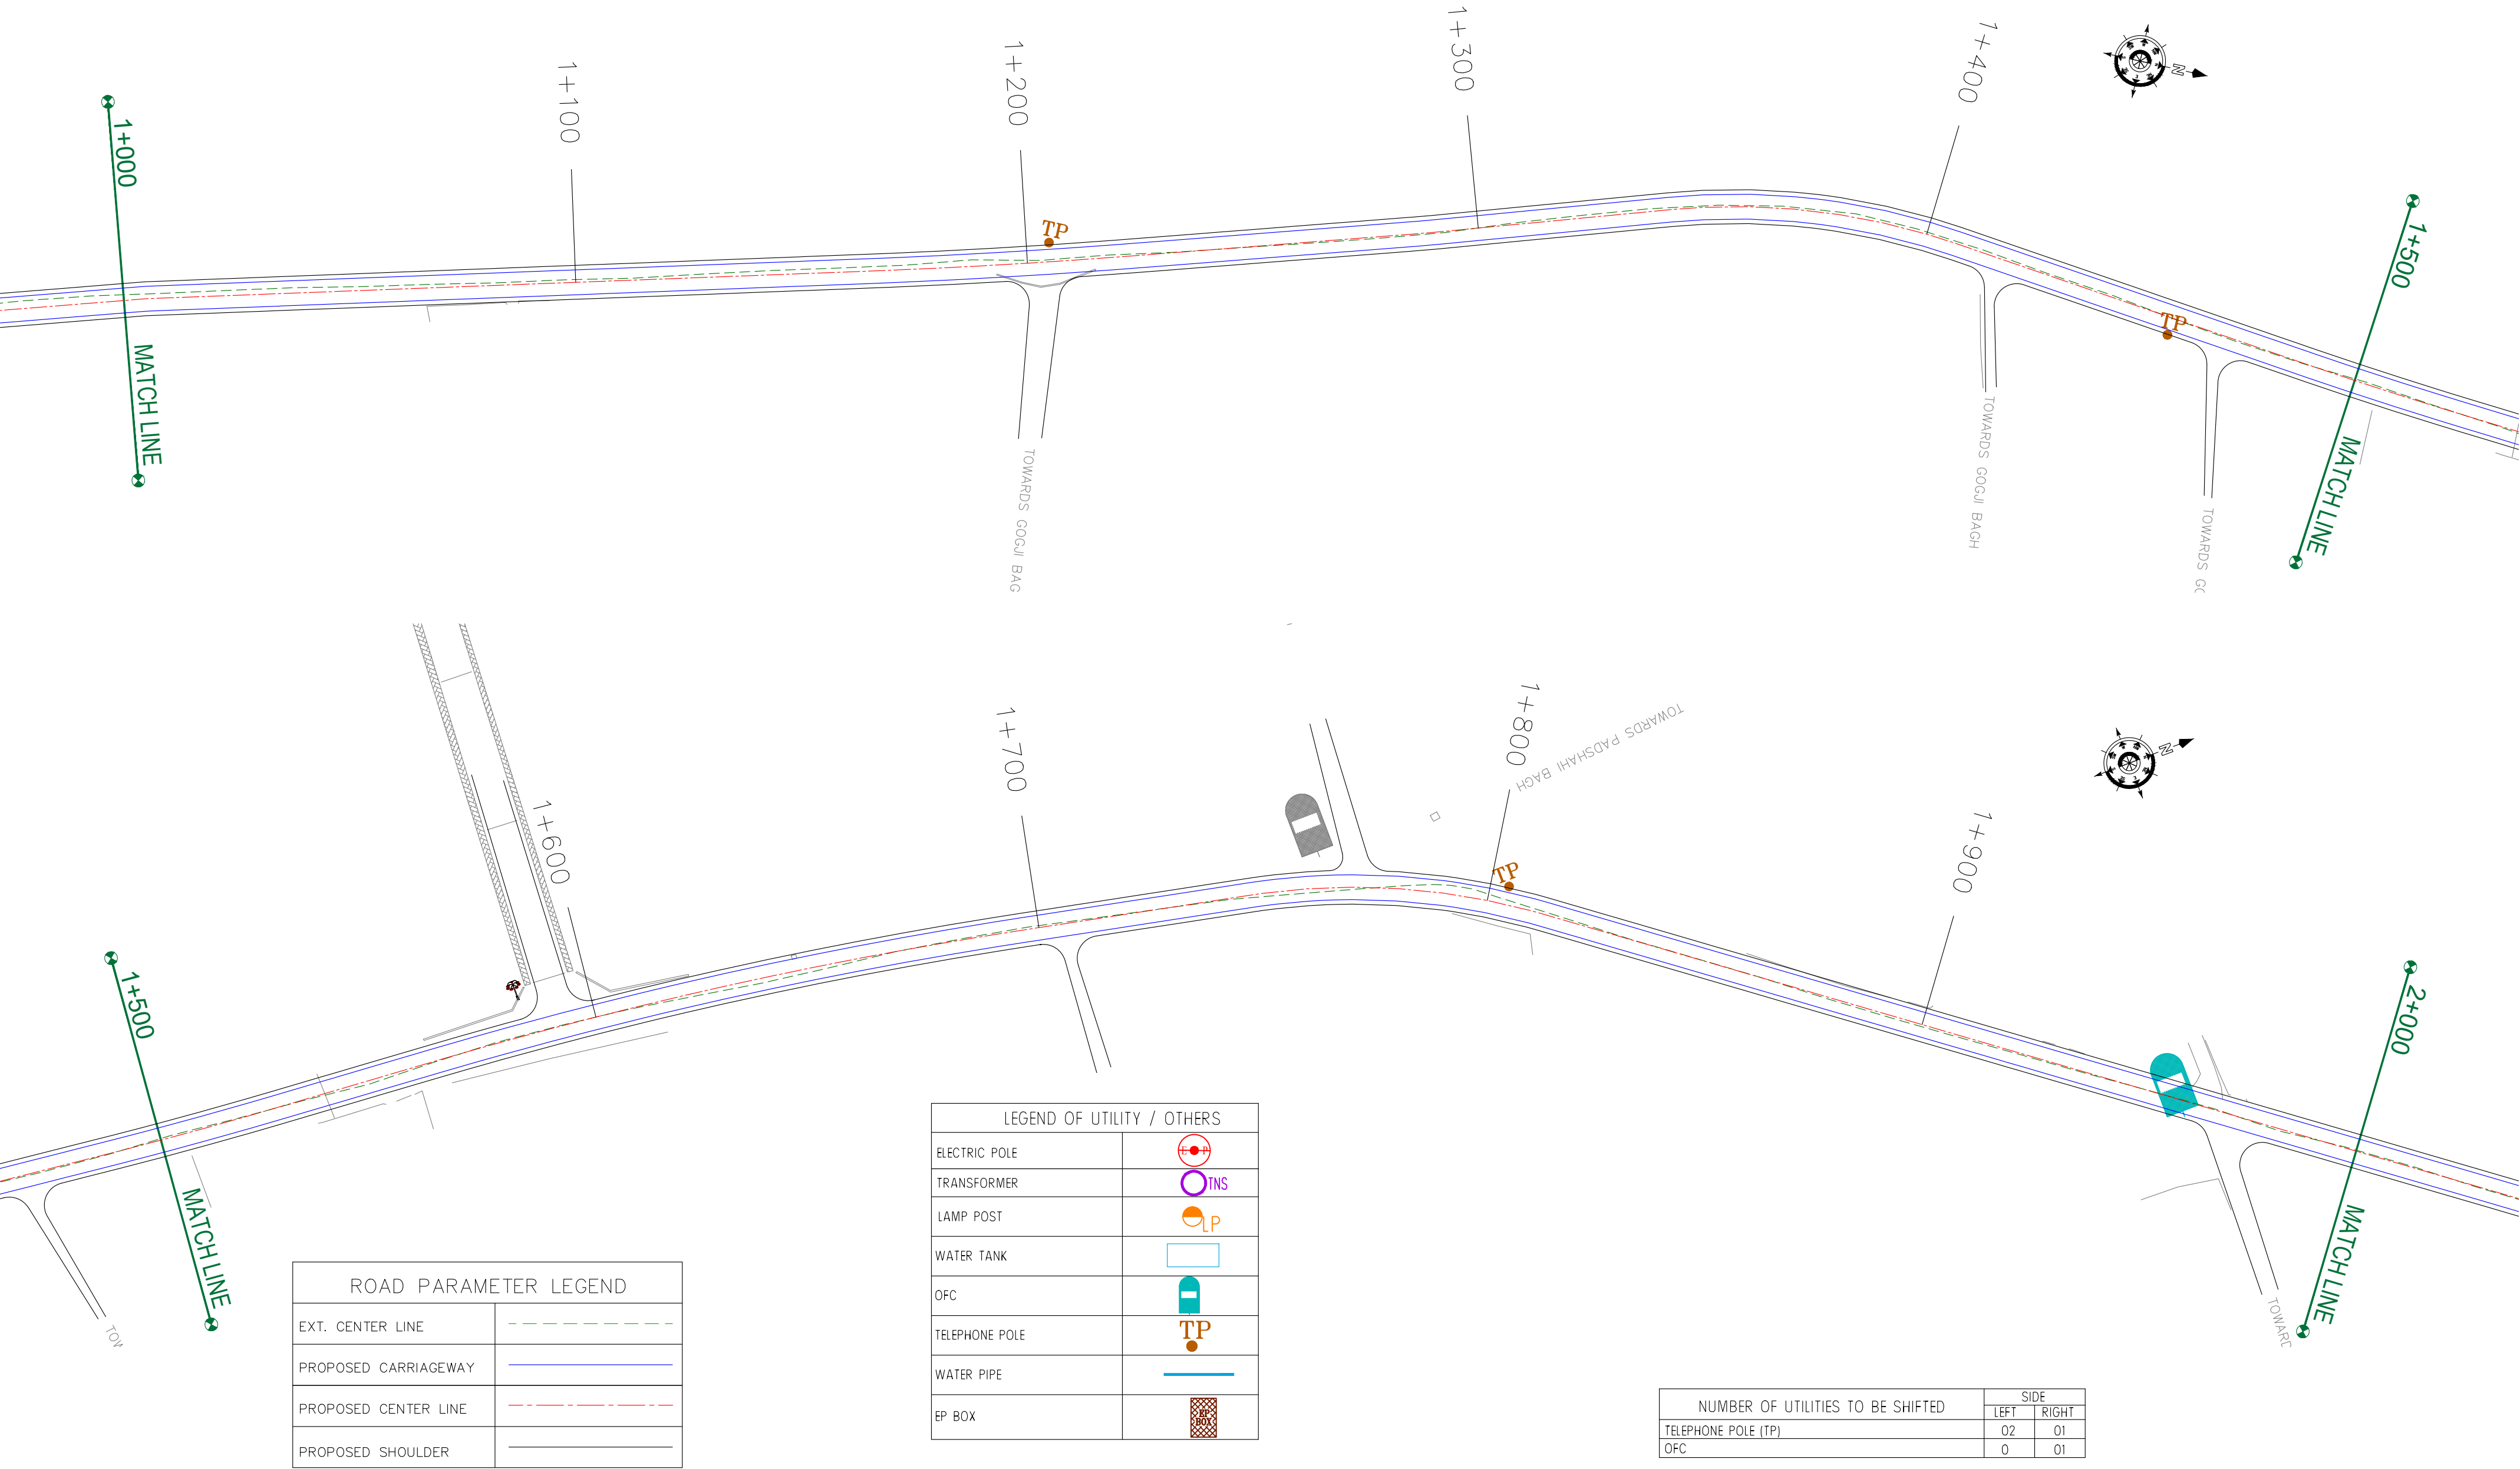 1+000
MATCH LINE
1+100
1+200
TP
1+300
1+400
N
TP
1+500
MATCH LINE
TOWARDS GOGJI BAG
TOWARDS GOGJI BAGH
TOWARDS GO
1+500
MATCH LINE
1+600
1+700
1+800
TP
TOWARDS PADSHAHI BAGH
1+900
N
2+000
MATCH LINE
TOW
TOWARD
ROAD PARAMETER LEGEND
EXT. CENTER LINE
PROPOSED CARRIAGEWAY
PROPOSED CENTER LINE
PROPOSED SHOULDER
LEGEND OF UTILITY / OTHERS
ELECTRIC POLE E P
TRANSFORMER TNS
LAMP POST LP
WATER TANK
OFC
TELEPHONE POLE TP
WATER PIPE
EP BOX EP BOX
NUMBER OF UTILITIES TO BE SHIFTED SIDE
LEFT RIGHT
TELEPHONE POLE (TP) 02 01
OFC 0 01